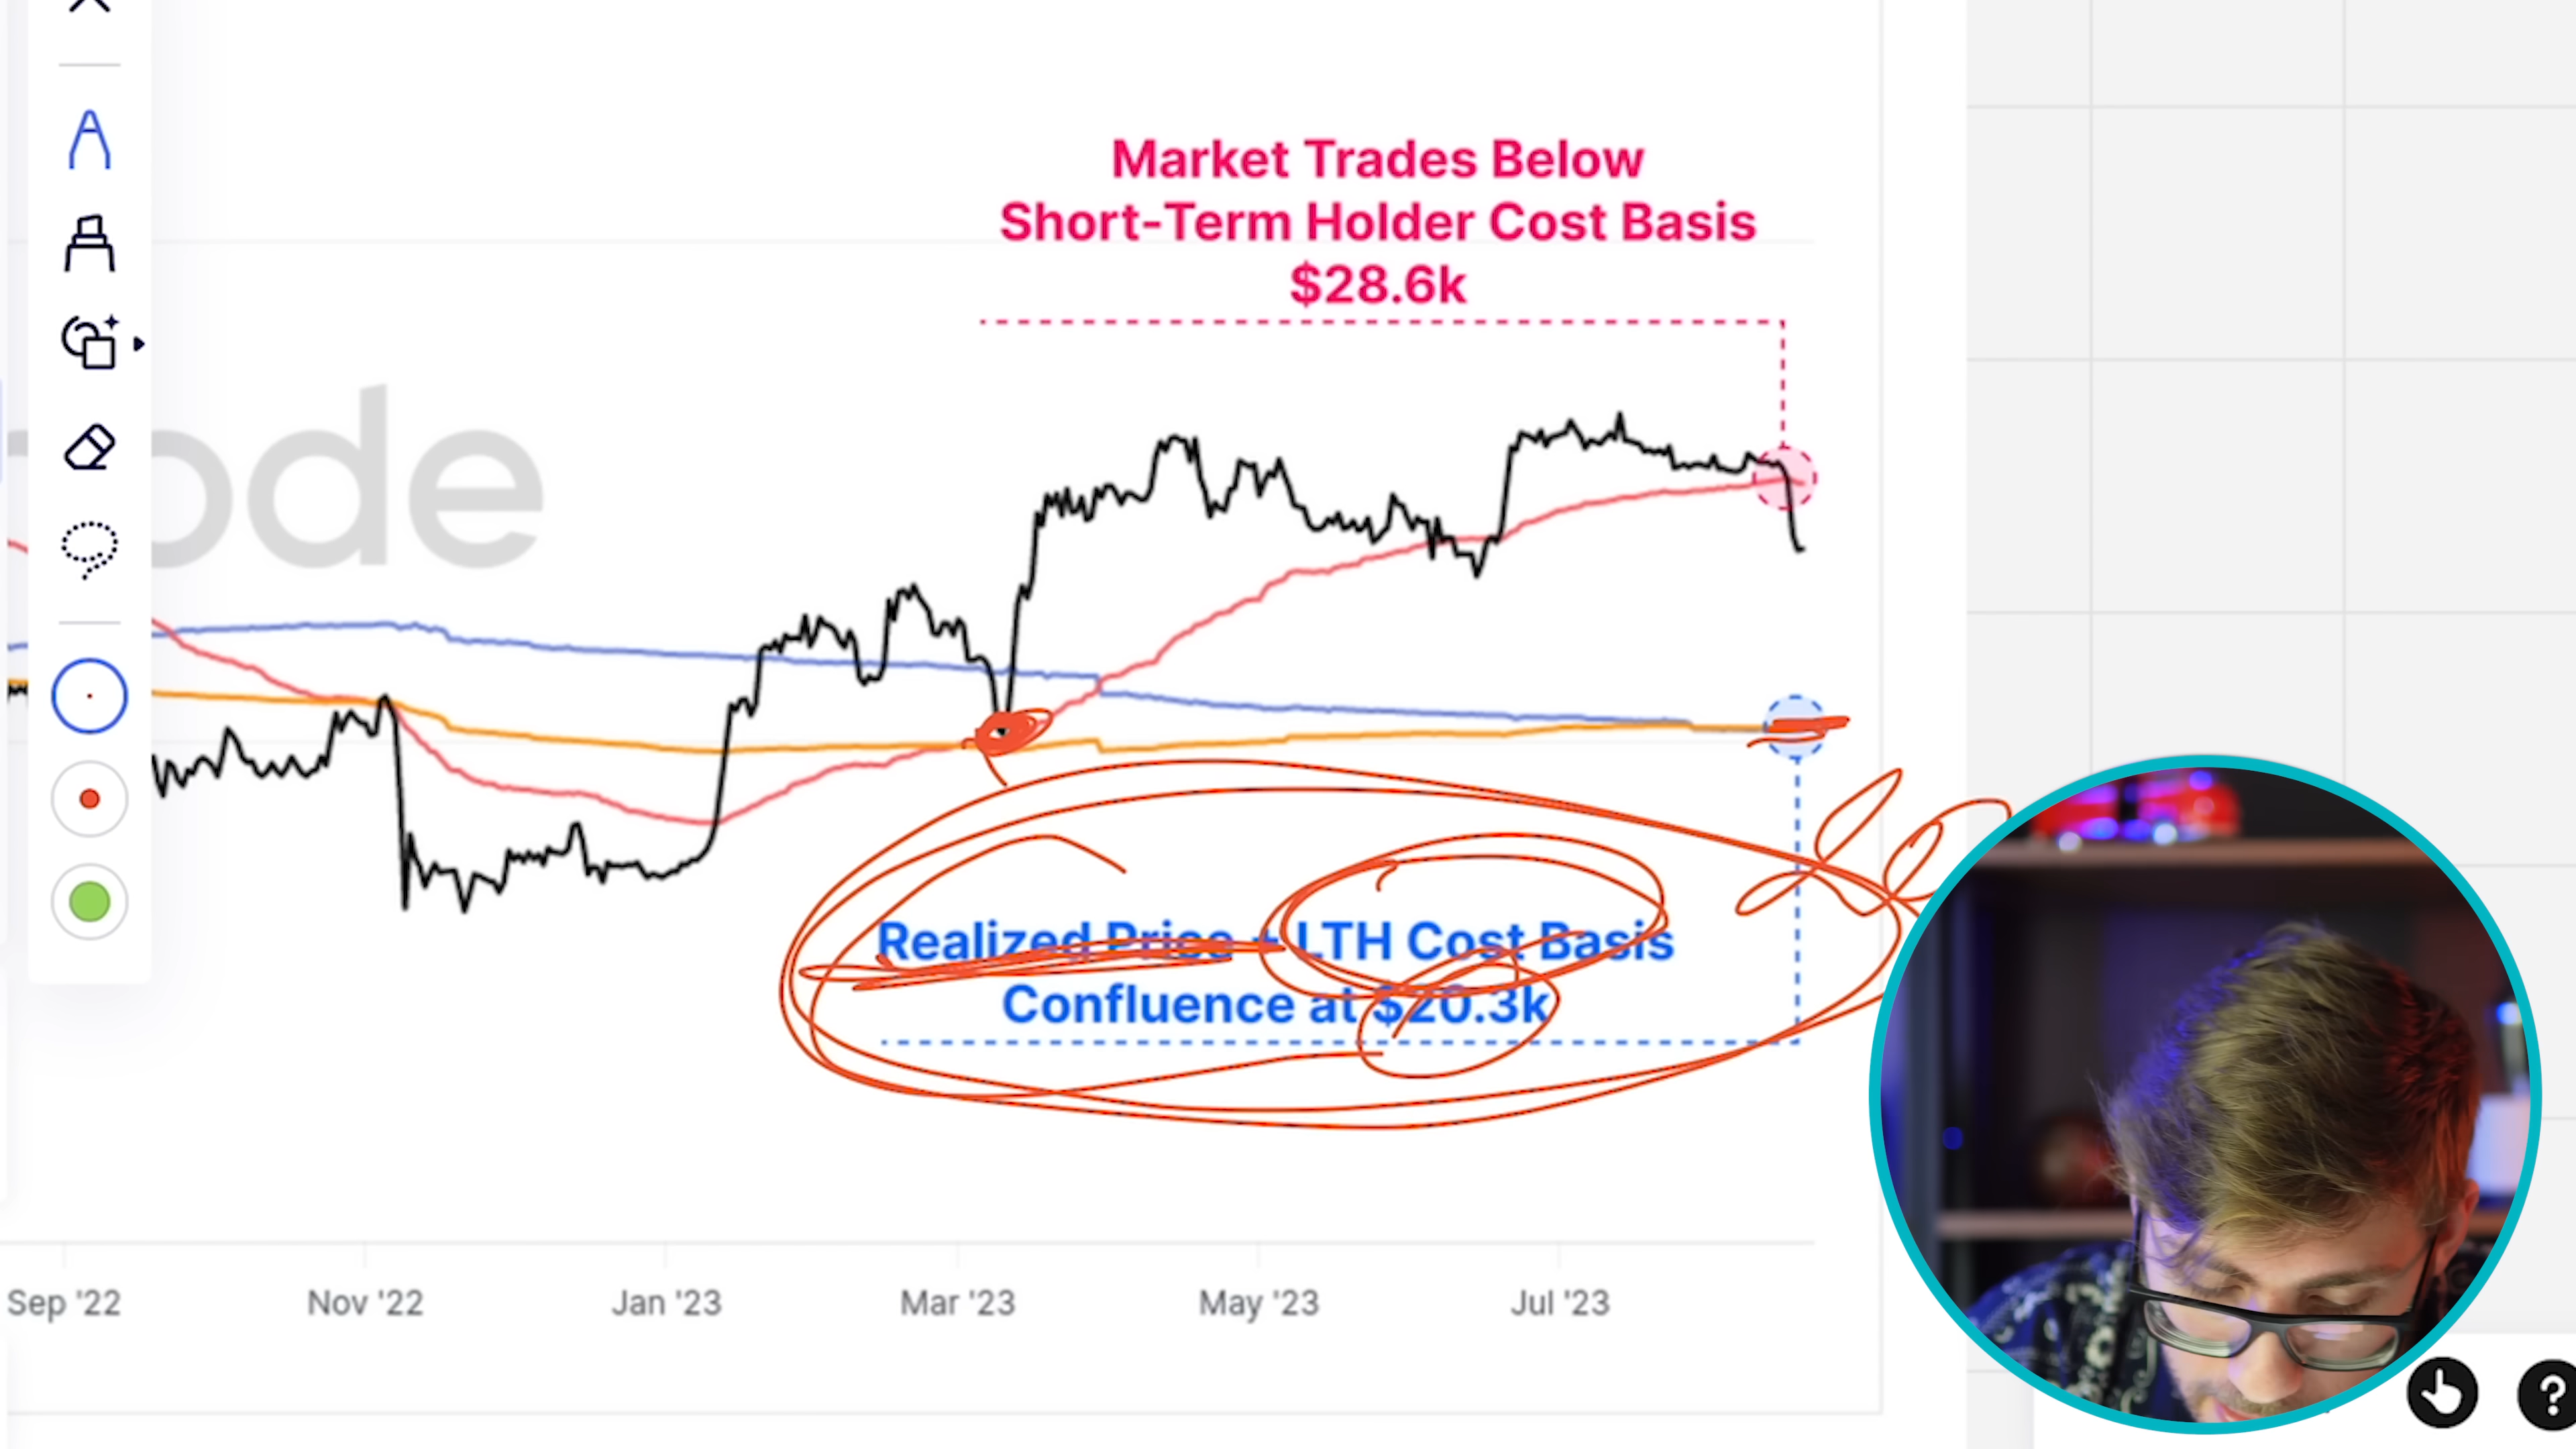 Market Trades Below
Short-Term Holder Cost Basis
$28.6k
ode
Realized Price + LTH Cost Basis
Confluence at $20.3k
Sep '22
Nov '22
Jan '23
Mar '23
May '23
Jul '23
?